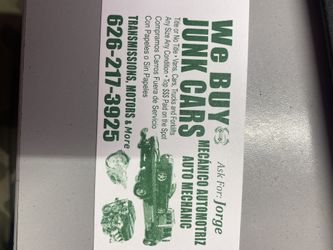 We BUY
JUNK CARS
Ask For: Jorge
Title or No Title • Vans, Cars, Trucks and Forklifts
Any Size Any Condition • Top $$$ Paid on the Spot
Compramos Carros Fuera de Servicio
Con Papeles o Sin Papeles
MECANICO AUTOMOTRIZ
AUTO MECHANIC
TRANSMISSIONS, MOTORS & More
626-217-3925